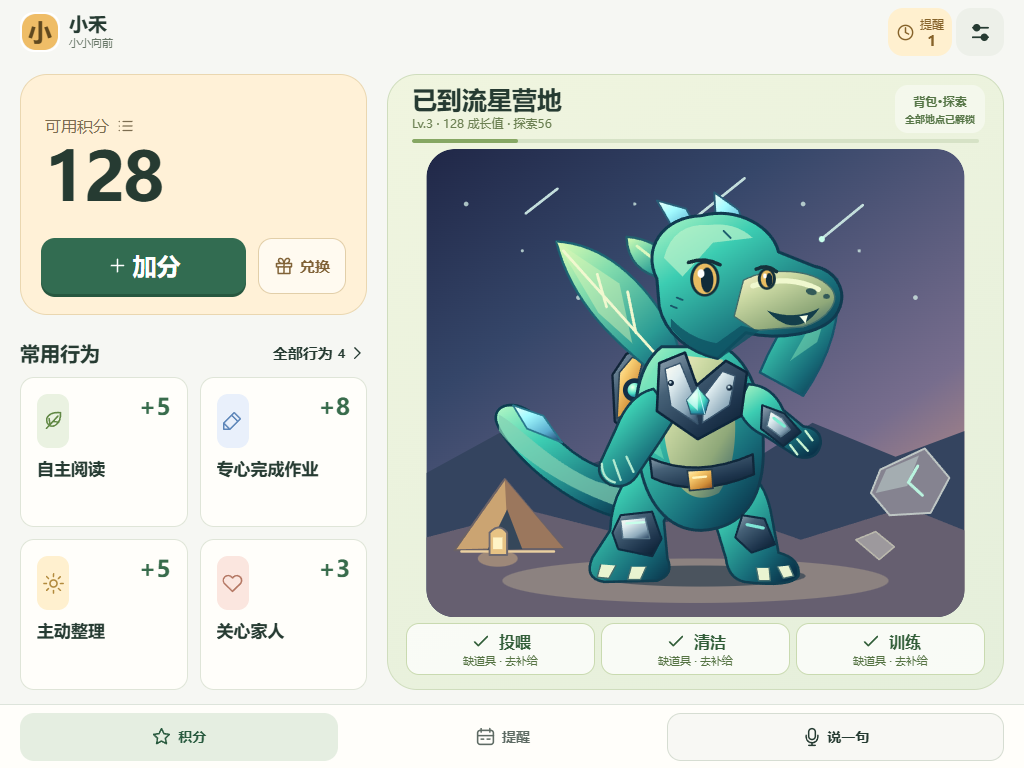 小
小禾
小小向前
提醒
1
可用积分
128
+ 加分
兑换
已到流星营地
Lv.3 · 128 成长值 · 探索56
背包•探索
全部地点已解锁
常用行为
全部行为 4
+5
自主阅读
+8
专心完成作业
+5
主动整理
+3
关心家人
投喂
缺道具 · 去补给
清洁
缺道具 · 去补给
训练
缺道具 · 去补给
积分
提醒
说一句